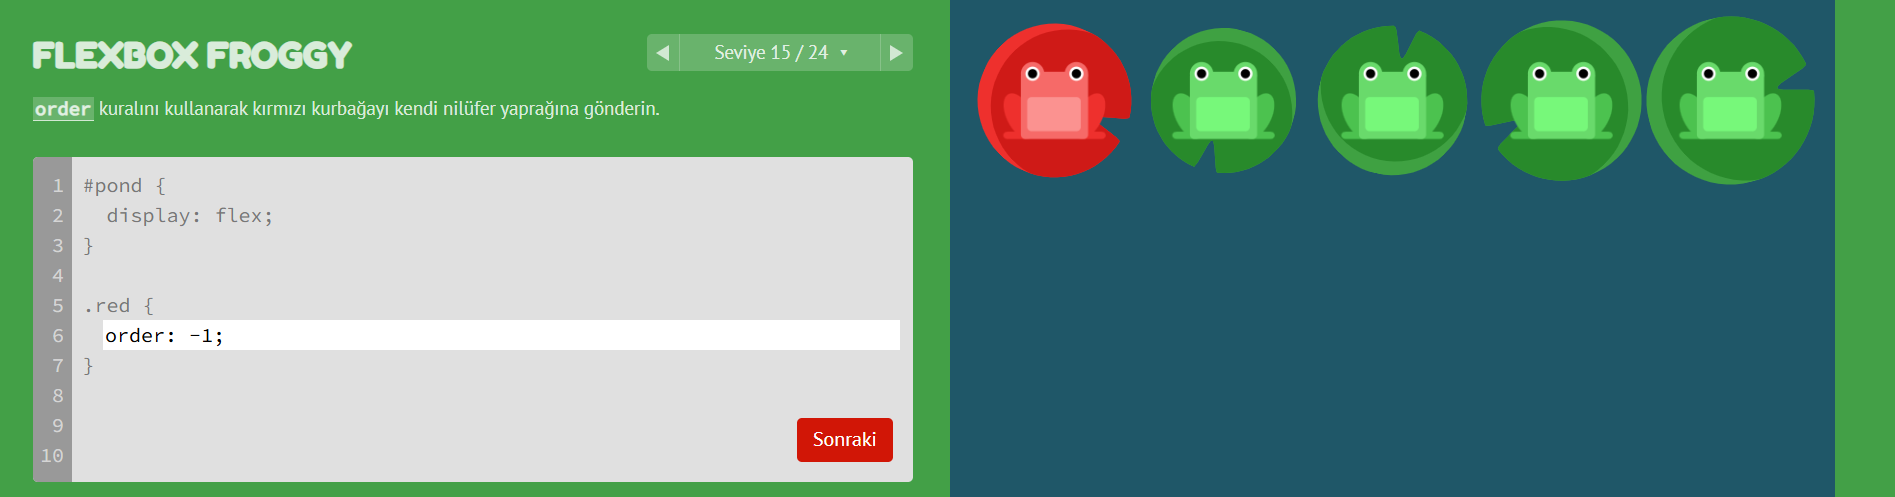 FLEXBOX FROGGY
Seviye 15 / 24
order kuralını kullanarak kırmızı kurbağayı kendi nilüfer yaprağına gönderin.
1 #pond {
2   display: flex;
3 }
4
5 .red {
6   order: -1;
7 }
8
9
10
Sonraki